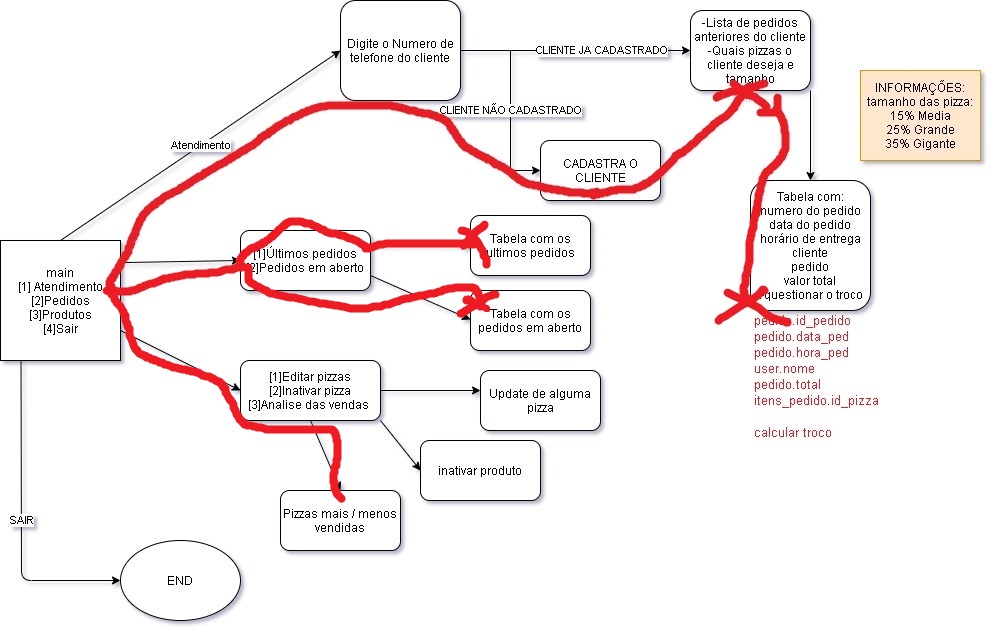 Digite o Numero de
telefone do cliente
CLIENTE JA CADASTRADO
-Lista de pedidos
anteriores do cliente
-Quais pizzas o
cliente deseja e
tamanho
INFORMAÇÕES:
tamanho das pizza:
15% Media
25% Grande
35% Gigante
CLIENTE NÃO CADASTRADO
Atendimento
CADASTRA O
CLIENTE
Tabela com:
numero do pedido
data do pedido
horário de entrega
cliente
pedido
valor total
questionar o troco
pedido.id_pedido
pedido.data_ped
pedido.hora_ped
user.nome
pedido.total
itens_pedido.id_pizza
calcular troco
main
[1] Atendimento
[2]Pedidos
[3]Produtos
[4]Sair
[1]Últimos pedidos
[2]Pedidos em aberto
Tabela com os
ultimos pedidos
Tabela com os
pedidos em aberto
[1]Editar pizzas
[2]Inativar pizza
[3]Analise das vendas
Update de alguma
pizza
inativar produto
Pizzas mais / menos
vendidas
SAIR
END